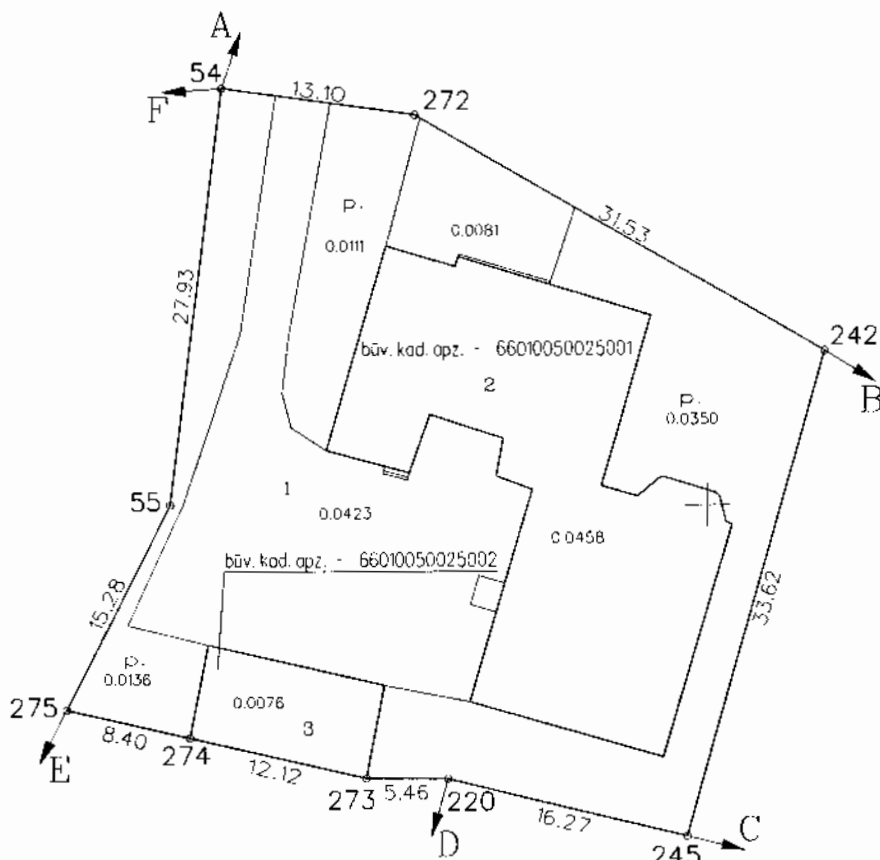 A
54
F
13.10
272
P.
0.0111
0.0081
31.53
27.93
242
B
būv. kad. apz. - 66010050025001
2
P.
0.0350
55
1
0.0423
0.0468
būv. kad. apz. - 66010050025002
33.62
15.28
P.
0.0136
0.0076
3
275
E
8.40
274
12.12
273
5.46
220
D
16.27
245
C